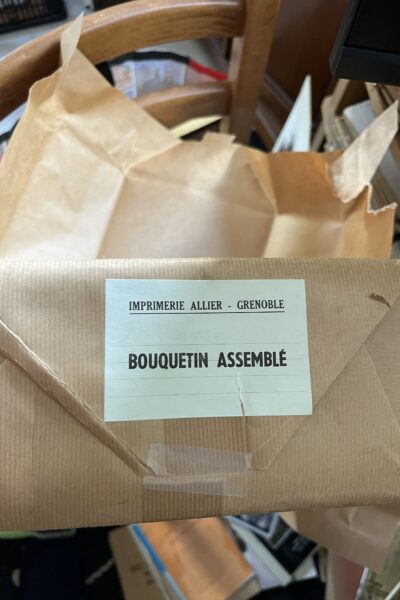 IMPRIMERIE ALLIER - GRENOBLE
BOUQUETIN ASSEMBLÉ